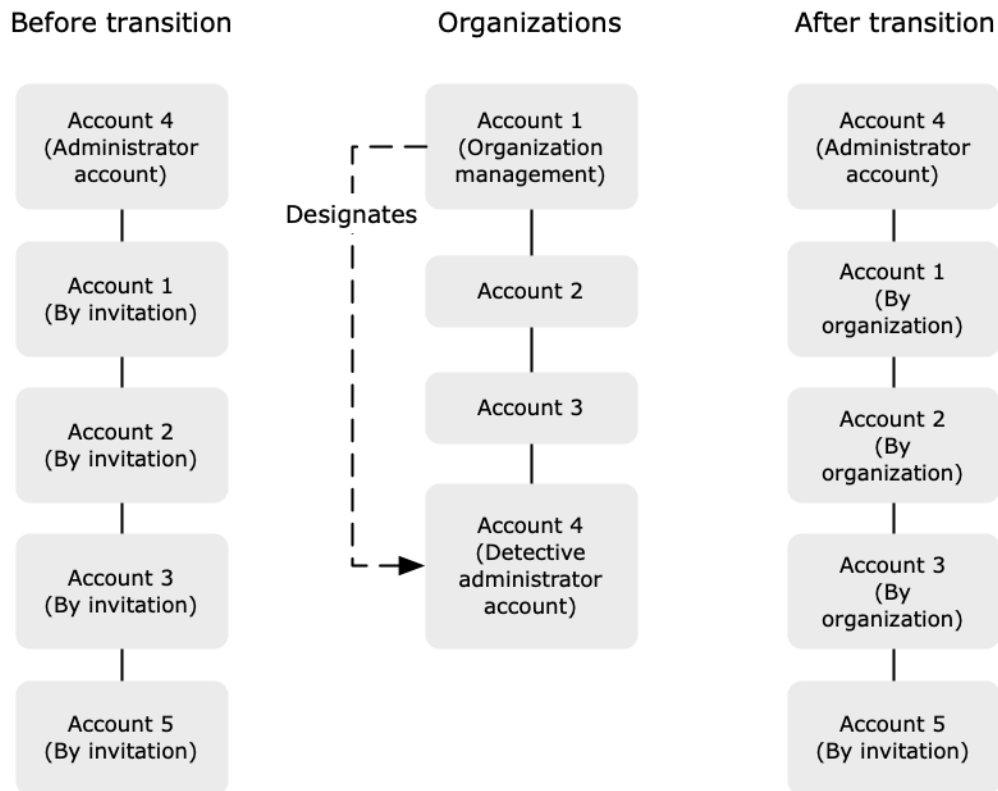 Before transition
Account 4
(Administrator
account)
Account 1
(By invitation)
Account 2
(By invitation)
Account 3
(By invitation)
Account 5
(By invitation)
Organizations
Account 1
(Organization
management)
Designates
Account 2
Account 3
Account 4
(Detective
administrator
account)
After transition
Account 4
(Administrator
account)
Account 1
(By
organization)
Account 2
(By
organization)
Account 3
(By
organization)
Account 5
(By invitation)